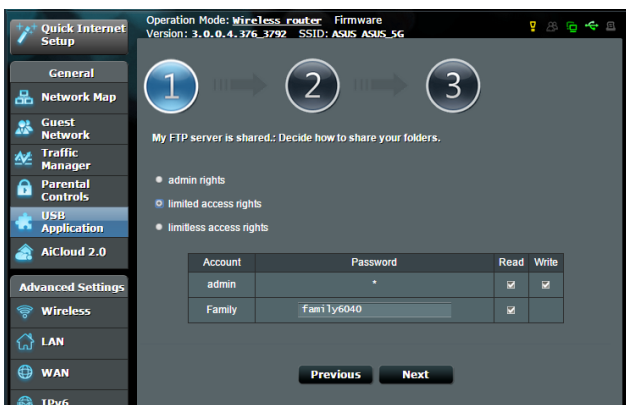 Quick Internet
Setup
Operation Mode: Wireless router Firmware
Version: 3.0.0.4.376_3792 SSID: ASUS ASUS_5G
General
Network Map
Guest
Network
Traffic
Manager
Parental
Controls
USB
Application
AiCloud 2.0
Advanced Settings
Wireless
LAN
WAN
IPv6
1 2 3
My FTP server is shared.: Decide how to share your folders.
admin rights
limited access rights
limitless access rights
Account Password Read Write
admin *
Family family6040
Previous Next